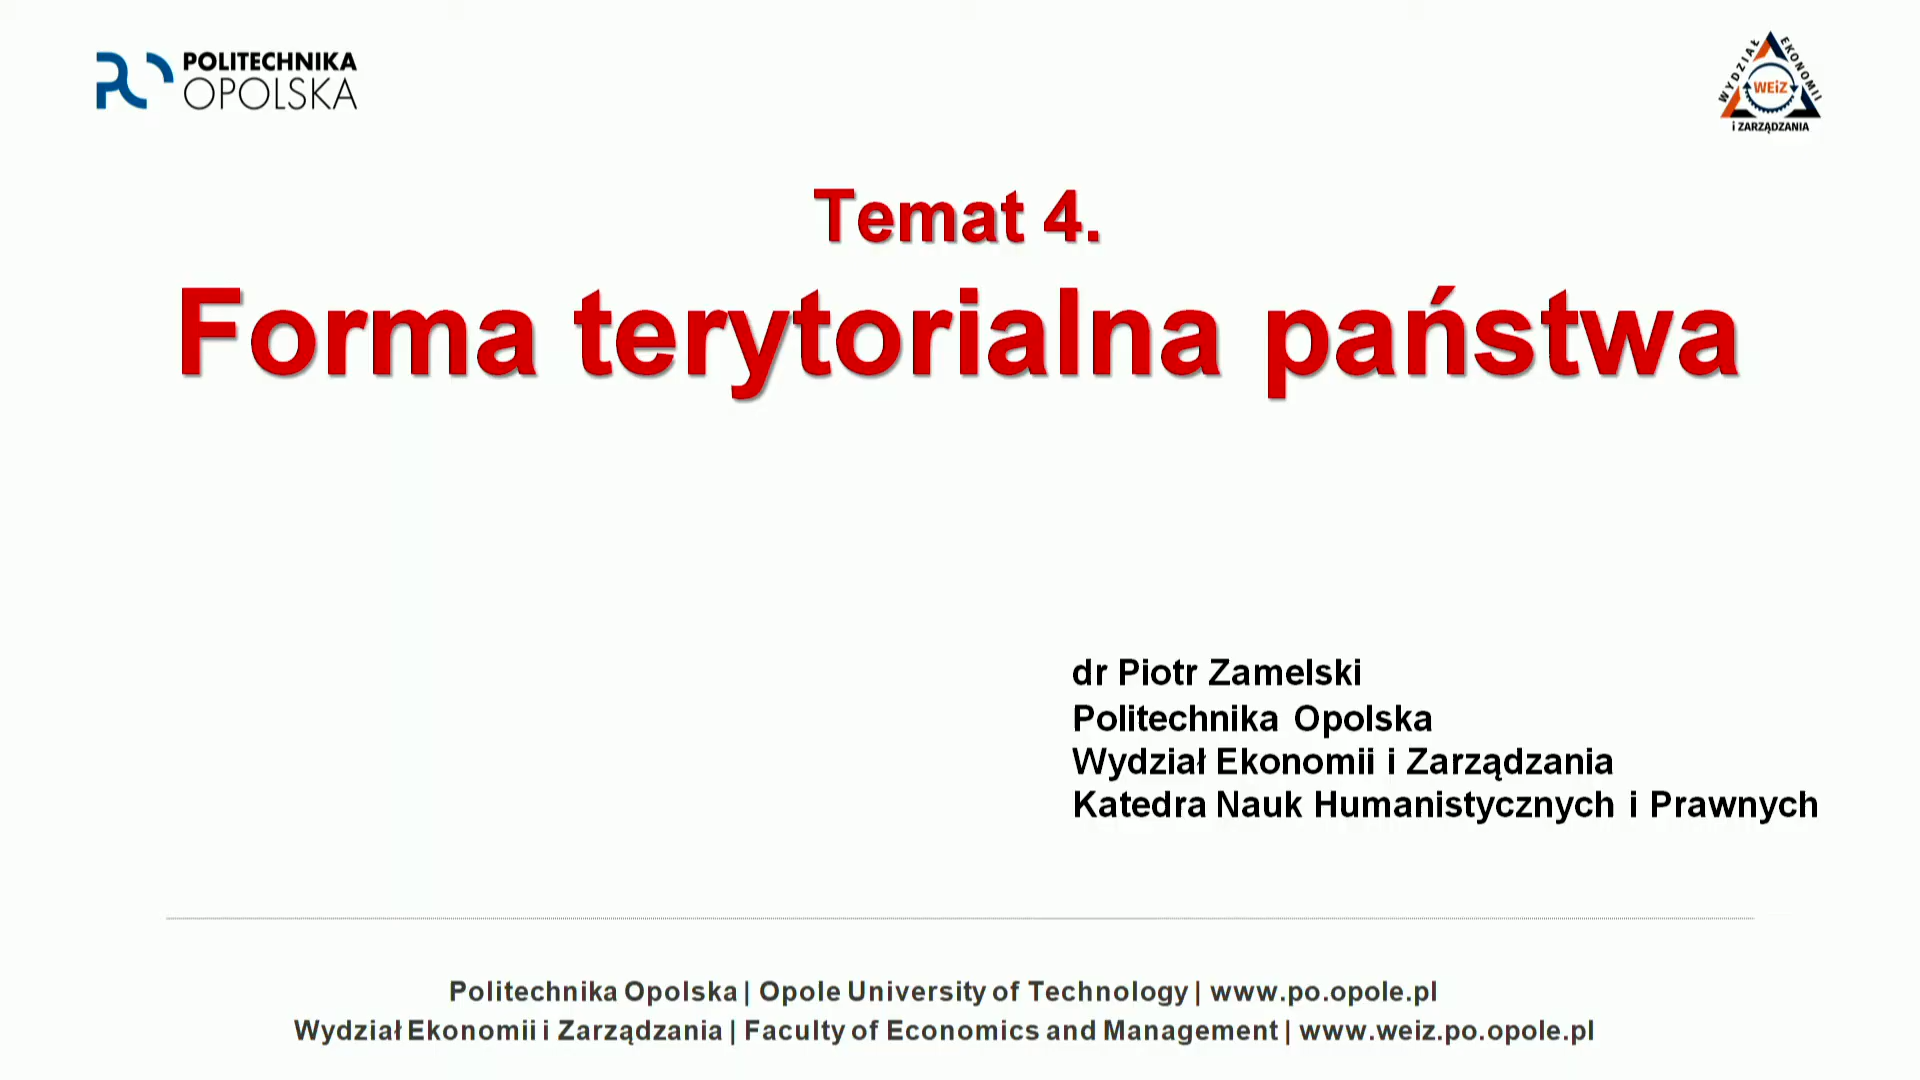 POLITECHNIKA
OPOLSKA
WYDZIAŁ EKONOMII
WEiZ
i ZARZĄDZANIA
Temat 4.
Forma terytorialna państwa
dr Piotr Zamelski
Politechnika Opolska
Wydział Ekonomii i Zarządzania
Katedra Nauk Humanistycznych i Prawnych
Politechnika Opolska | Opole University of Technology | www.po.opole.pl
Wydział Ekonomii i Zarządzania | Faculty of Economics and Management | www.weiz.po.opole.pl